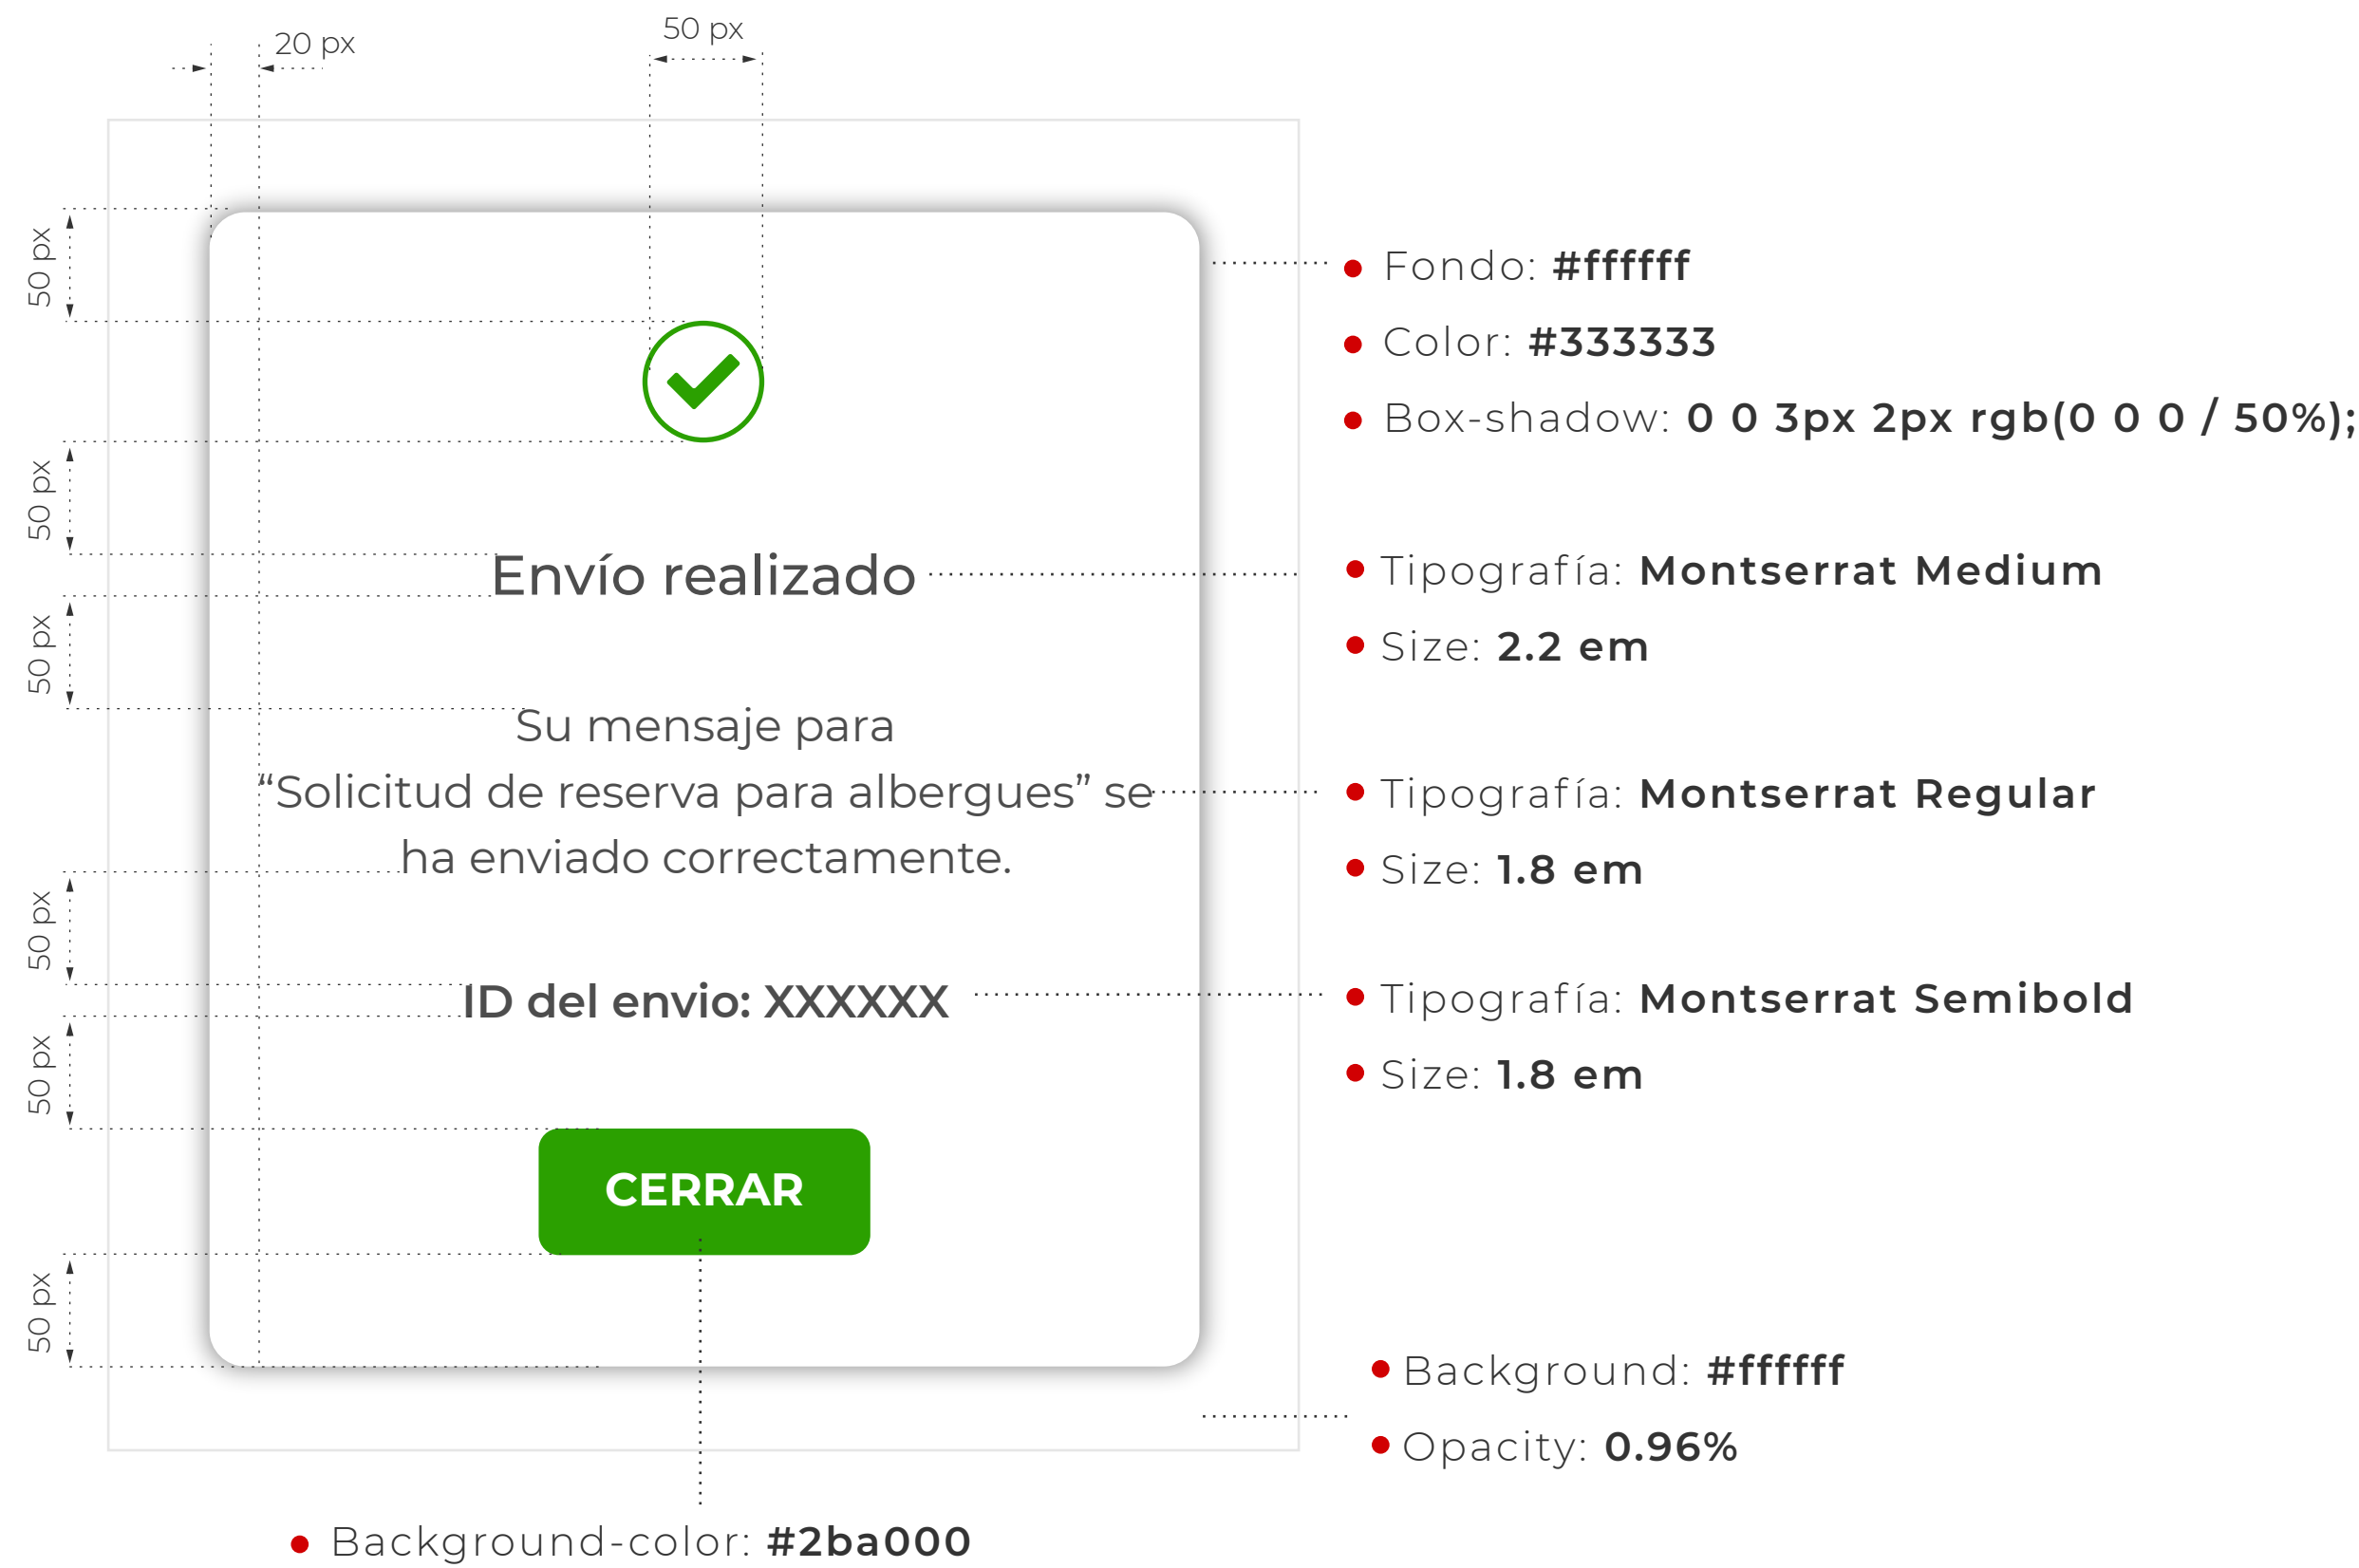 20 px
50 px
50 px
Fondo: #ffffff
Color: #333333
Box-shadow: 0 0 3px 2px rgb(0 0 0 / 50%);
50 px
Envío realizado
Tipografía: Montserrat Medium
Size: 2.2 em
50 px
Su mensaje para
“Solicitud de reserva para albergues” se
ha enviado correctamente.
Tipografía: Montserrat Regular
Size: 1.8 em
50 px
ID del envio: XXXXXX
Tipografía: Montserrat Semibold
Size: 1.8 em
50 px
CERRAR
50 px
Background: #ffffff
Opacity: 0.96%
Background-color: #2ba000